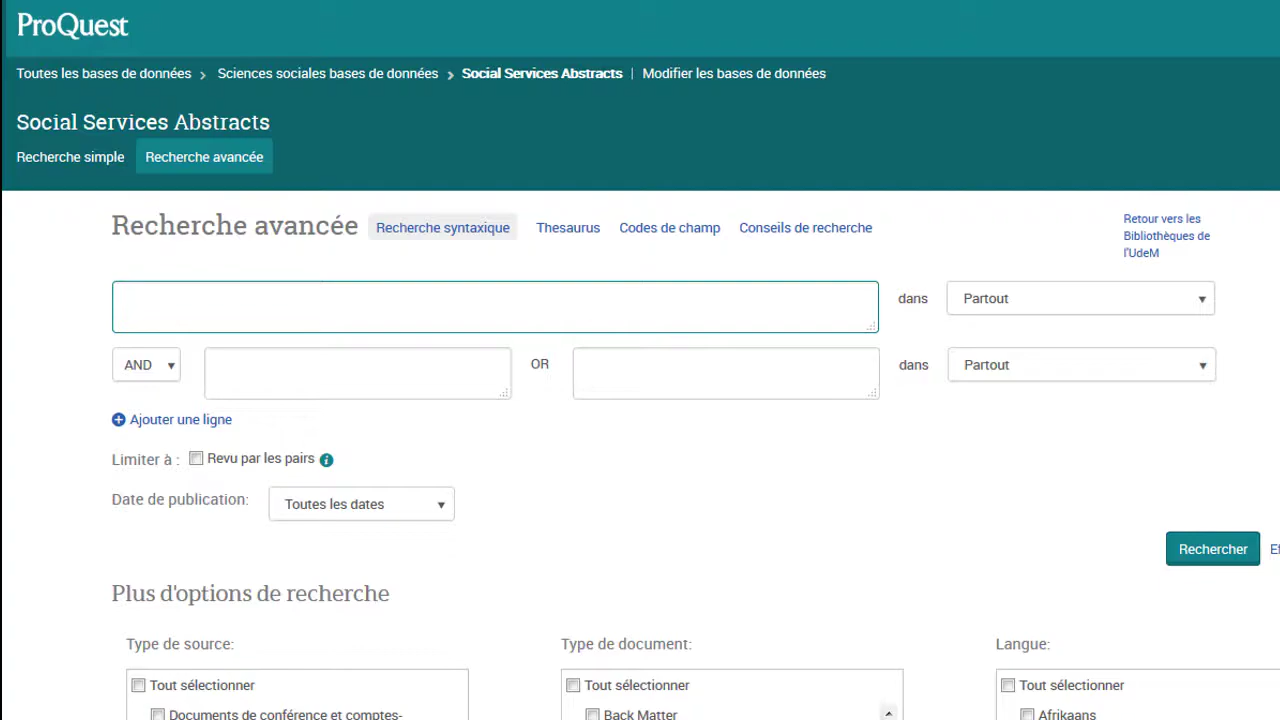 ProQuest
Toutes les bases de données > Sciences sociales bases de données > Social Services Abstracts | Modifier les bases de données
Social Services Abstracts
Recherche simple Recherche avancée
Recherche avancée Recherche syntaxique Thesaurus Codes de champ Conseils de recherche
Retour vers les
Bibliothèques de
l'UdeM
dans Partout
AND OR dans Partout
Ajouter une ligne
Limiter à : Revu par les pairs
Date de publication: Toutes les dates
Rechercher
Plus d'options de recherche
Type de source: Type de document: Langue:
Tout sélectionner Tout sélectionner Tout sélectionner
Documents de conférence et comptes- Back Matter Afrikaans